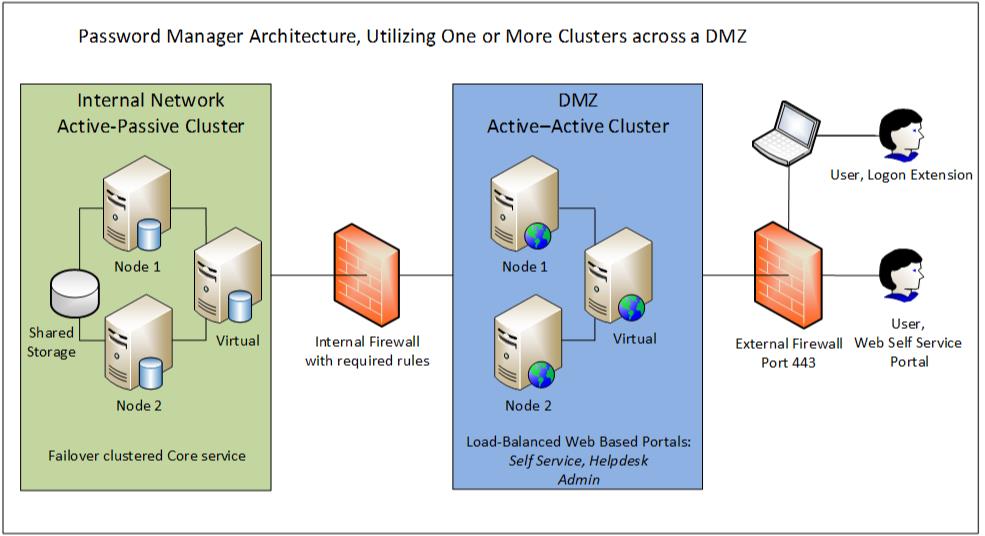 Password Manager Architecture, Utilizing One or More Clusters across a DMZ
Internal Network
Active-Passive Cluster
Node 1
Shared
Storage
Virtual
Node 2
Failover clustered Core service
Internal Firewall
with required rules
DMZ
Active–Active Cluster
Node 1
Virtual
Node 2
Load-Balanced Web Based Portals:
Self Service, Helpdesk
Admin
User, Logon Extension
External Firewall
Port 443
User,
Web Self Service
Portal